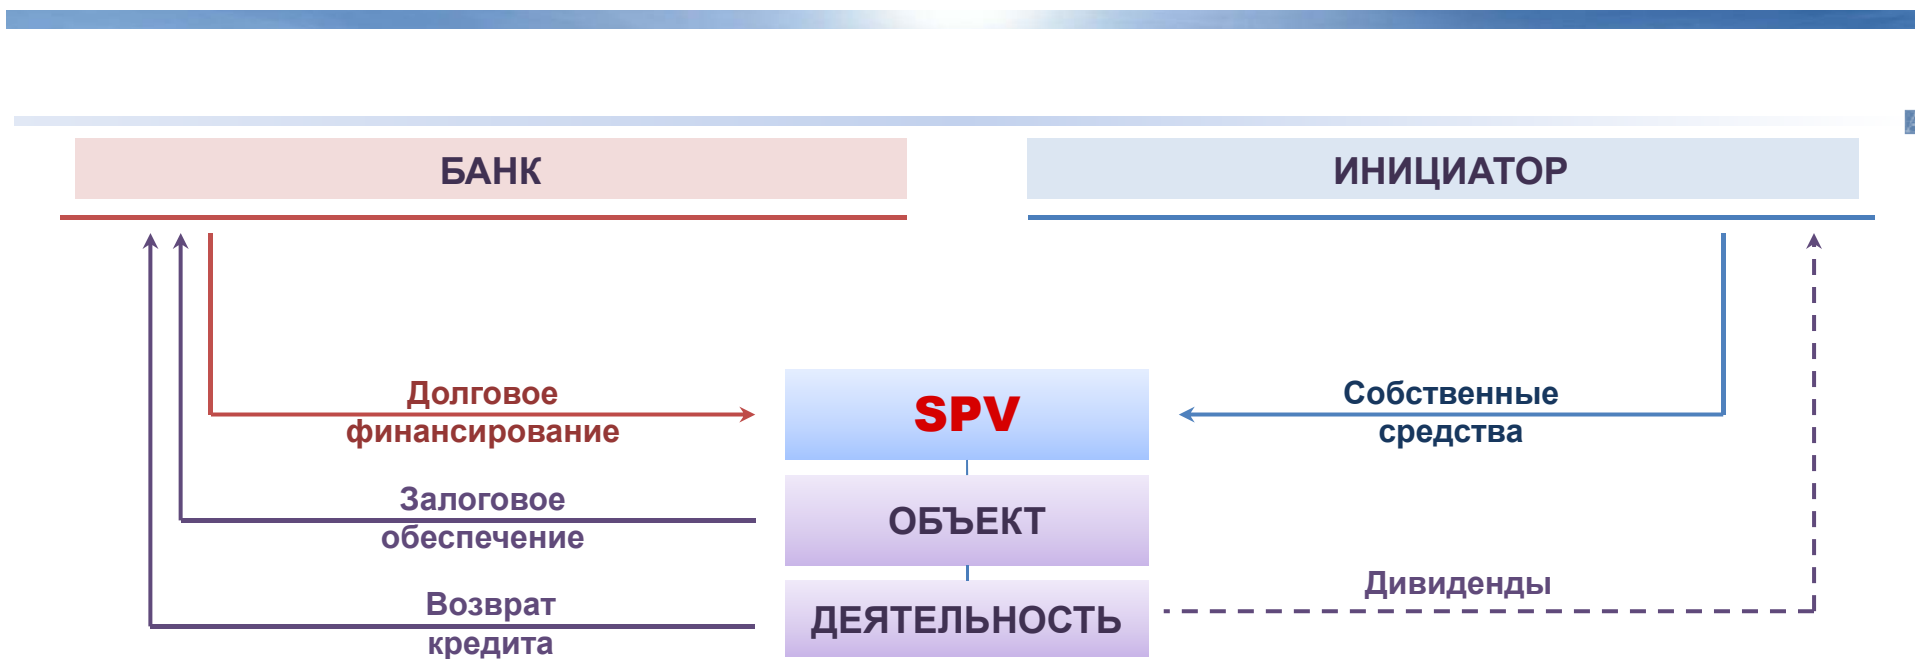 БАНК
ИНИЦИАТОР
Долговое
финансирование
SPV
Собственные
средства
Залоговое
обеспечение
ОБЪЕКТ
Возврат
кредита
ДЕЯТЕЛЬНОСТЬ
Дивиденды